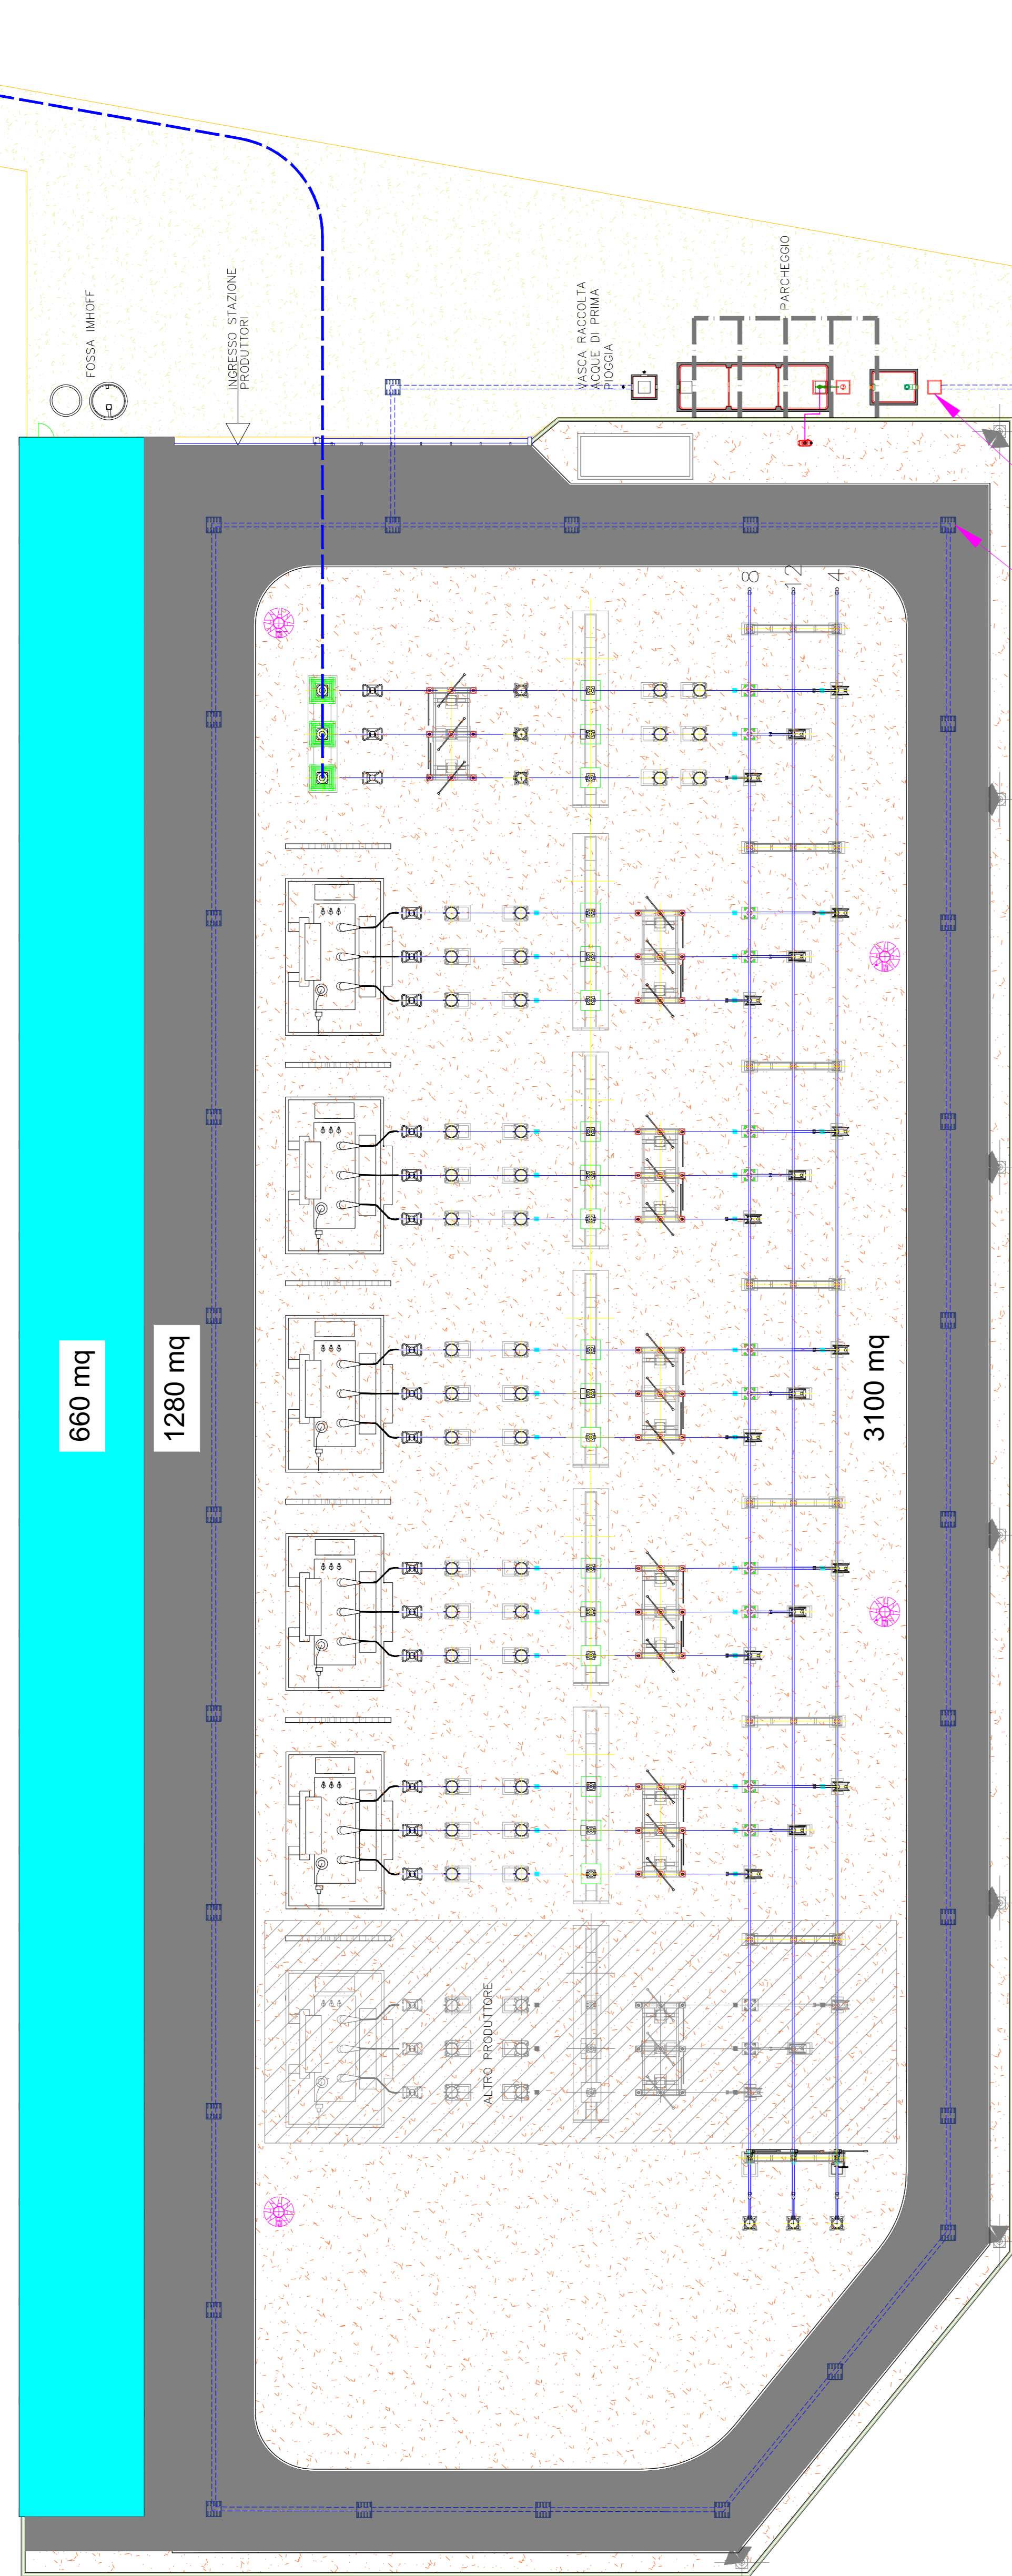 FOSSA IMHOFF
INGRESSO STAZIONE
PRODUTTORI
VASCA RACCOLTA
ACQUE DI PRIMA
PIOGGIA
PARCHEGGIO
8
12
4
660 mq
1280 mq
3100 mq
ALTRO PRODUTTORE